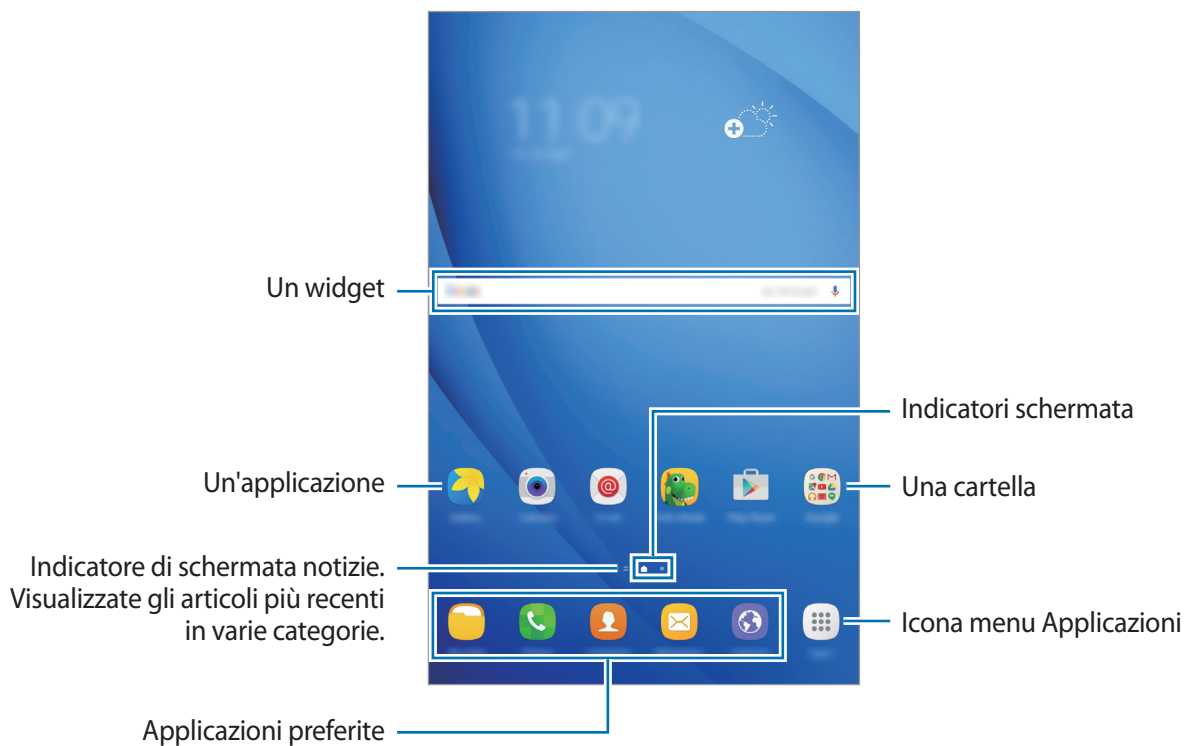 11:09
Un widget
Indicatori schermata
Un'applicazione
Una cartella
Indicatore di schermata notizie.
Visualizzate gli articoli più recenti
in varie categorie.
Icona menu Applicazioni
Applicazioni preferite